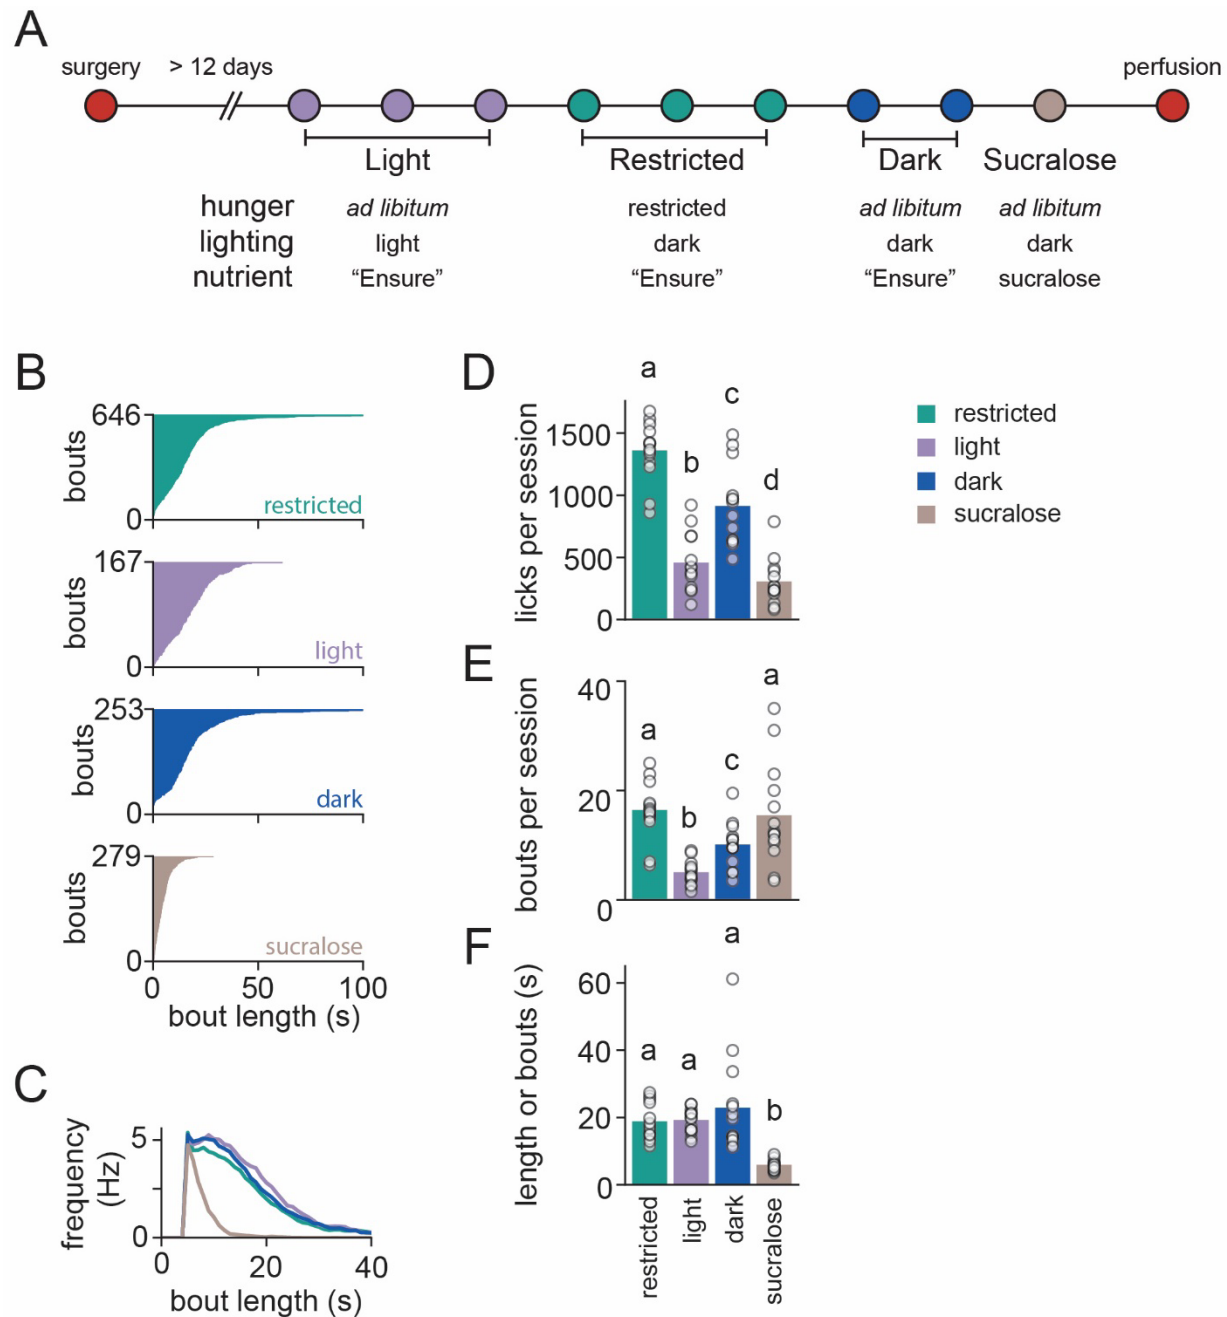 A
surgery > 12 days perfusion
Light Restricted Dark Sucralose
hunger ad libitum restricted ad libitum ad libitum
lighting light dark dark dark
nutrient “Ensure” “Ensure” “Ensure” sucralose
B
646
bouts
restricted
0
167
bouts
light
0
253
bouts
dark
0
279
bouts
sucralose
0
0 50 100
bout length (s)
C
frequency
(Hz)
5
0
0 20 40
bout length (s)
D
a
b
c
d
licks per session
1500
1000
500
0
restricted
light
dark
sucralose
E
a
b
c
a
bouts per session
40
20
0
F
a
a
a
b
length or bouts (s)
60
40
20
0
restricted
light
dark
sucralose